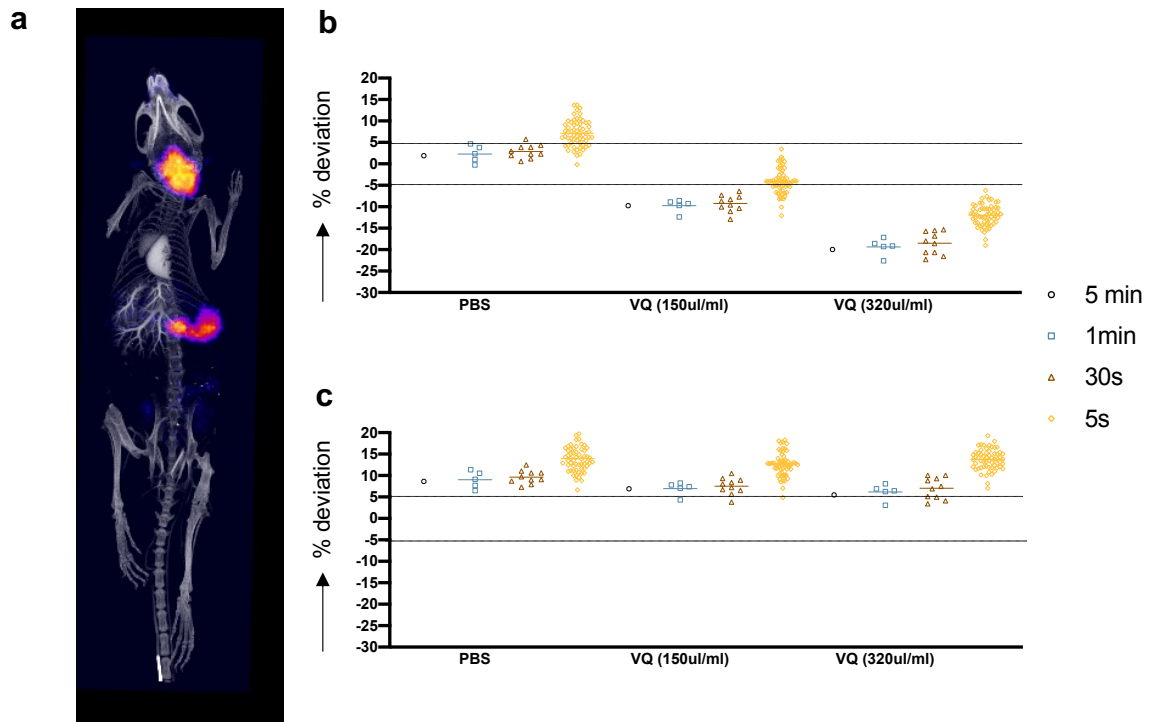 a
b
% deviation
20
15
10
5
0
-5
-10
-15
-20
-25
-30
PBS
VQ (150ul/ml)
VQ (320ul/ml)
c
% deviation
20
15
10
5
0
-5
-10
-15
-20
-25
-30
PBS
VQ (150ul/ml)
VQ (320ul/ml)
5 min
1min
30s
5s